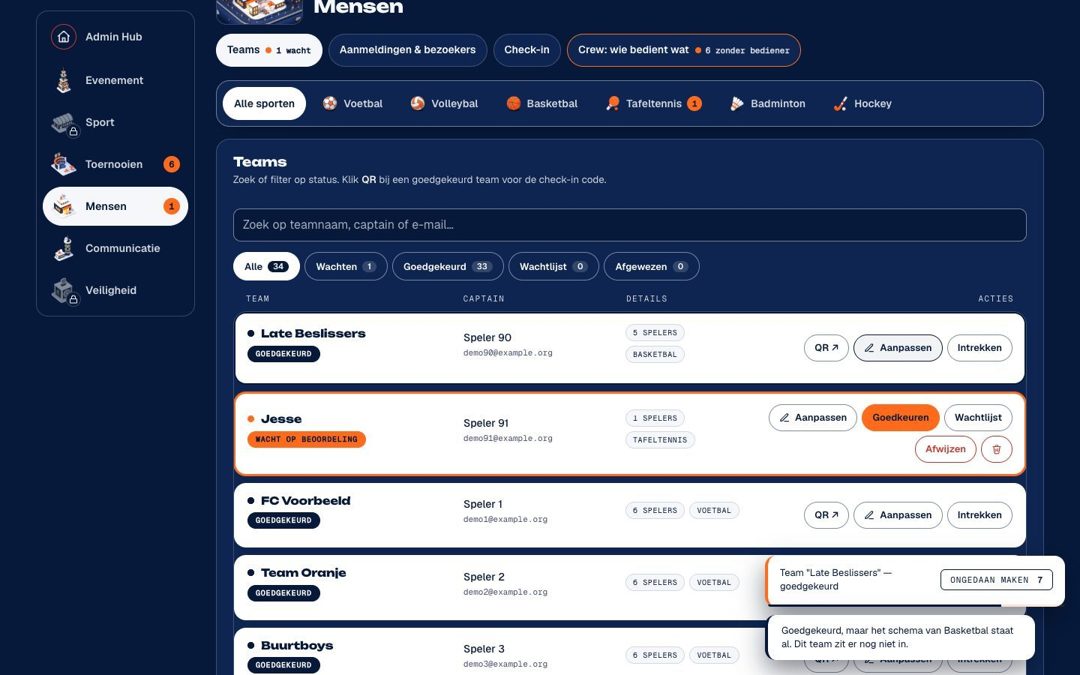 Mensen
Admin Hub
Evenement
Sport
Toernooien 6
Mensen 1
Communicatie
Veiligheid
Teams 1 wacht
Aanmeldingen & bezoekers
Check-in
Crew: wie bedient wat 6 zonder bediener
Alle sporten
Voetbal
Volleybal
Basketbal
Tafeltennis 1
Badminton
Hockey
Teams
Zoek of filter op status. Klik QR bij een goedgekeurd team voor de check-in code.
Zoek op teamnaam, captain of e-mail…
Alle 34
Wachten 1
Goedgekeurd 33
Wachtlijst 0
Afgewezen 0
TEAM CAPTAIN DETAILS ACTIES
Late Beslissers
GOEDGEKEURD
Speler 90
demo90@example.org
5 SPELERS
BASKETBAL
QR ↗ Aanpassen Intrekken
Jesse
WACHT OP BEOORDELING
Speler 91
demo91@example.org
1 SPELERS
TAFELTENNIS
Aanpassen Goedkeuren Wachtlijst
Afwijzen
FC Voorbeeld
GOEDGEKEURD
Speler 1
demo1@example.org
6 SPELERS VOETBAL
QR ↗ Aanpassen Intrekken
Team Oranje
GOEDGEKEURD
Speler 2
demo2@example.org
6 SPELERS VOETBAL
Buurtboys
GOEDGEKEURD
Speler 3
demo3@example.org
6 SPELERS VOETBAL
Team "Late Beslissers" —
goedgekeurd
ONGEDAAN MAKEN 7
Goedgekeurd, maar het schema van Basketbal staat
al. Dit team zit er nog niet in.